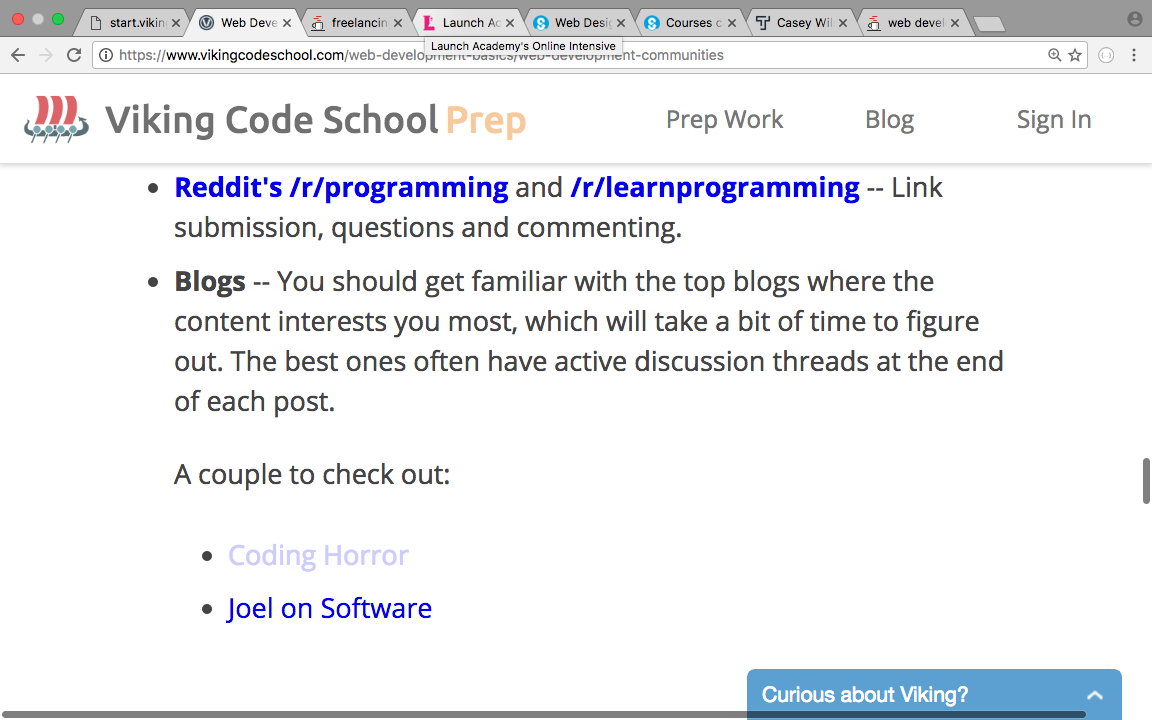 start.vikin
Web Deve
freelancin
Launch Ac
Web Desig
Courses c
Casey Wil
web devel
Launch Academy's Online Intensive
https://www.vikingcodeschool.com/web-development-basics/web-development-communities
Viking Code School Prep
Prep Work
Blog
Sign In
• Reddit's /r/programming and /r/learnprogramming -- Link
submission, questions and commenting.
• Blogs -- You should get familiar with the top blogs where the
content interests you most, which will take a bit of time to figure
out. The best ones often have active discussion threads at the end
of each post.
A couple to check out:
• Coding Horror
• Joel on Software
Curious about Viking?